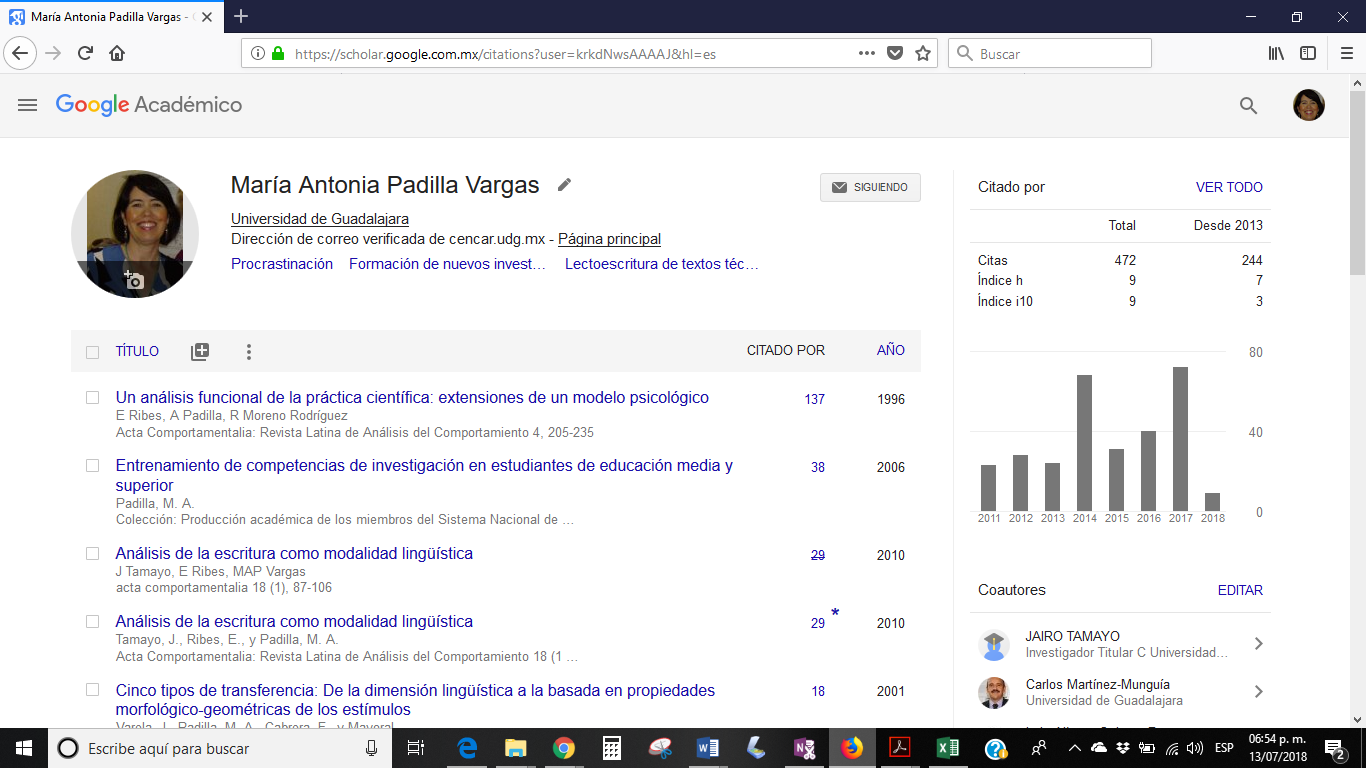 María Antonia Padilla Vargas -
https://scholar.google.com.mx/citations?user=krkdNwsAAAAJ&hl=es
Buscar
Google Académico
María Antonia Padilla Vargas
SIGUIENDO
Universidad de Guadalajara
Dirección de correo verificada de cencar.udg.mx - Página principal
Procrastinación Formación de nuevos invest… Lectoescritura de textos téc…
TÍTULO CITADO POR AÑO
Un análisis funcional de la práctica científica: extensiones de un modelo psicológico 137 1996
E Ribes, A Padilla, R Moreno Rodríguez
Acta Comportamentalia: Revista Latina de Análisis del Comportamiento 4, 205-235
Entrenamiento de competencias de investigación en estudiantes de educación media y 38 2006
superior
Padilla, M. A.
Colección: Producción académica de los miembros del Sistema Nacional de …
Análisis de la escritura como modalidad lingüística 29 2010
J Tamayo, E Ribes, MAP Vargas
acta comportamentalia 18 (1), 87-106
Análisis de la escritura como modalidad lingüística 29 * 2010
Tamayo, J., Ribes, E., y Padilla, M. A.
Acta Comportamentalia: Revista Latina de Análisis del Comportamiento 18 (1 …
Cinco tipos de transferencia: De la dimensión lingüística a la basada en propiedades 18 2001
morfológico-geométricas de los estímulos
Varela, J., Padilla, M. A., Cabrera, F., y Mayoral
Citado por VER TODO
Total Desde 2013
Citas 472 244
Índice h 9 7
Índice i10 9 3
80
40
0
2011 2012 2013 2014 2015 2016 2017 2018
Coautores EDITAR
JAIRO TAMAYO
Investigador Titular C Universidad…
Carlos Martínez-Munguía
Universidad de Guadalajara
Escribe aquí para buscar
ESP
06:54 p. m.
13/07/2018
2